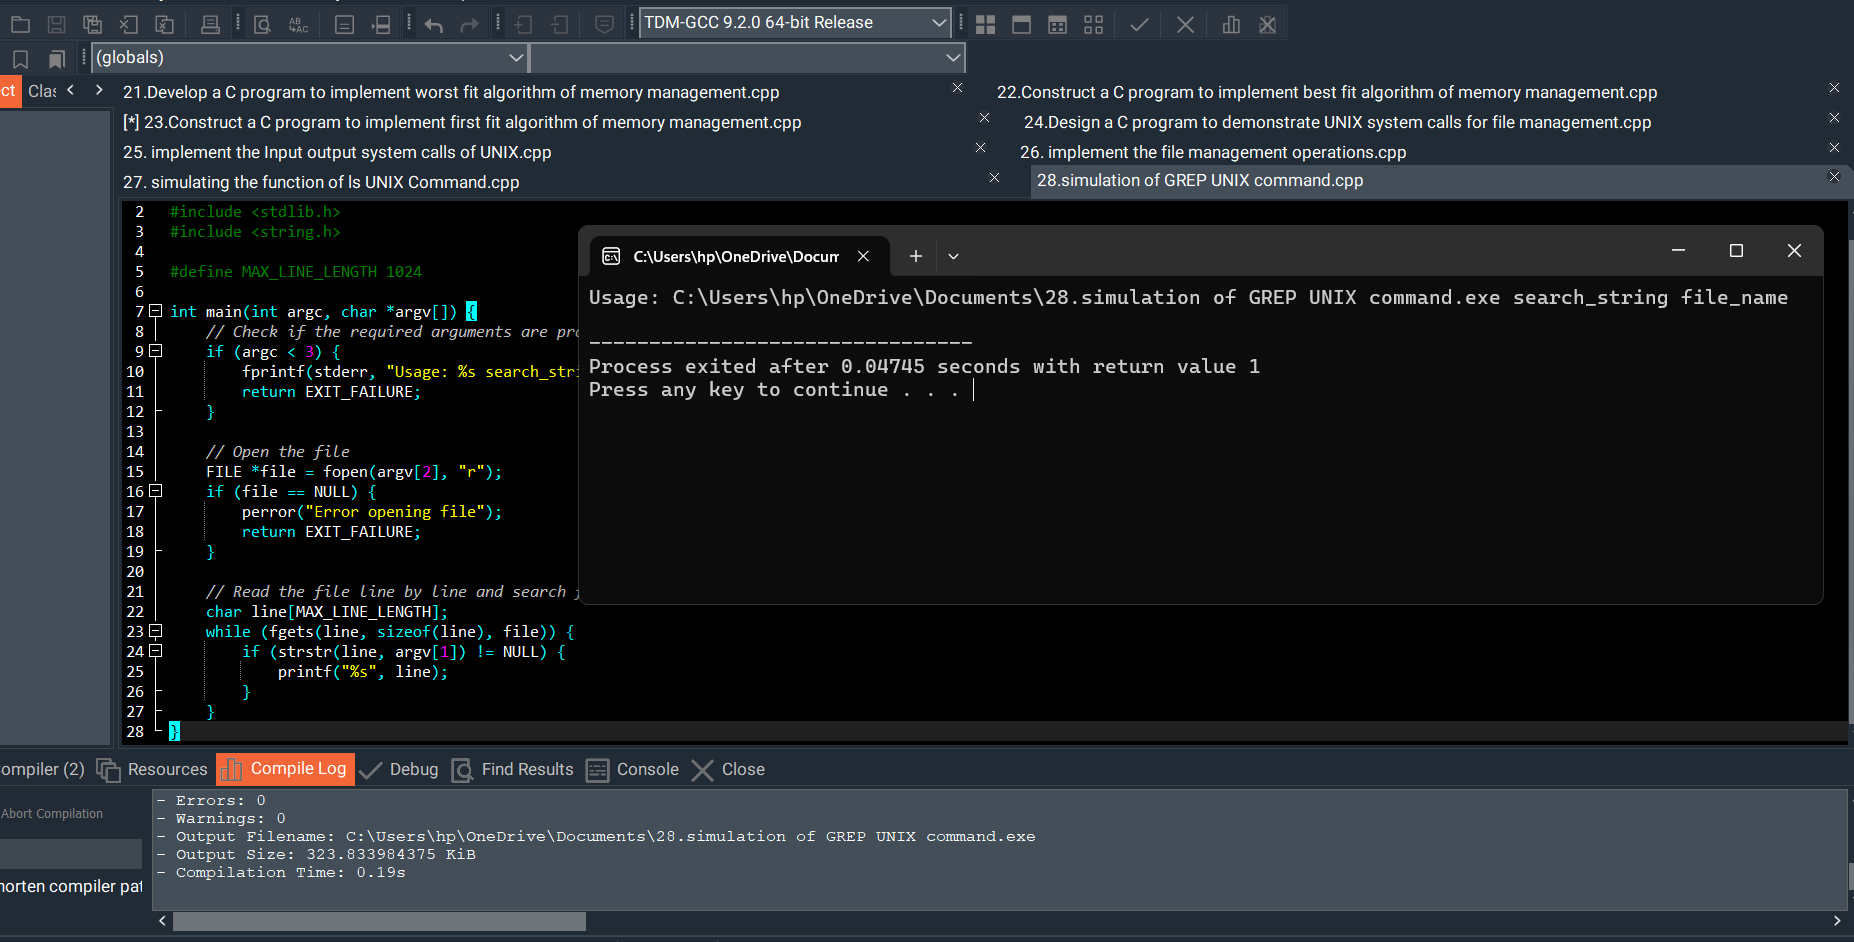 TDM-GCC 9.2.0 64-bit Release
(globals)
21.Develop a C program to implement worst fit algorithm of memory management.cpp
22.Construct a C program to implement best fit algorithm of memory management.cpp
[*] 23.Construct a C program to implement first fit algorithm of memory management.cpp
24.Design a C program to demonstrate UNIX system calls for file management.cpp
25. implement the Input output system calls of UNIX.cpp
26. implement the file management operations.cpp
27. simulating the function of ls UNIX Command.cpp
28.simulation of GREP UNIX command.cpp
ct Clas
2 #include <stdlib.h>
3 #include <string.h>
4
5 #define MAX_LINE_LENGTH 1024
6
7 int main(int argc, char *argv[]) {
8 // Check if the required arguments are pro
9 if (argc < 3) {
10 fprintf(stderr, "Usage: %s search_stri
11 return EXIT_FAILURE;
12 }
13
14 // Open the file
15 FILE *file = fopen(argv[2], "r");
16 if (file == NULL) {
17 perror("Error opening file");
18 return EXIT_FAILURE;
19 }
20
21 // Read the file line by line and search
22 char line[MAX_LINE_LENGTH];
23 while (fgets(line, sizeof(line), file)) {
24 if (strstr(line, argv[1]) != NULL) {
25 printf("%s", line);
26 }
27 }
28 }
C:\Users\hp\OneDrive\Docum
Usage: C:\Users\hp\OneDrive\Documents\28.simulation of GREP UNIX command.exe search_string file_name
--------------------------------
Process exited after 0.04745 seconds with return value 1
Press any key to continue . . .
ompiler (2) Resources Compile Log Debug Find Results Console Close
Abort Compilation
horten compiler pat
- Errors: 0
- Warnings: 0
- Output Filename: C:\Users\hp\OneDrive\Documents\28.simulation of GREP UNIX command.exe
- Output Size: 323.833984375 KiB
- Compilation Time: 0.19s